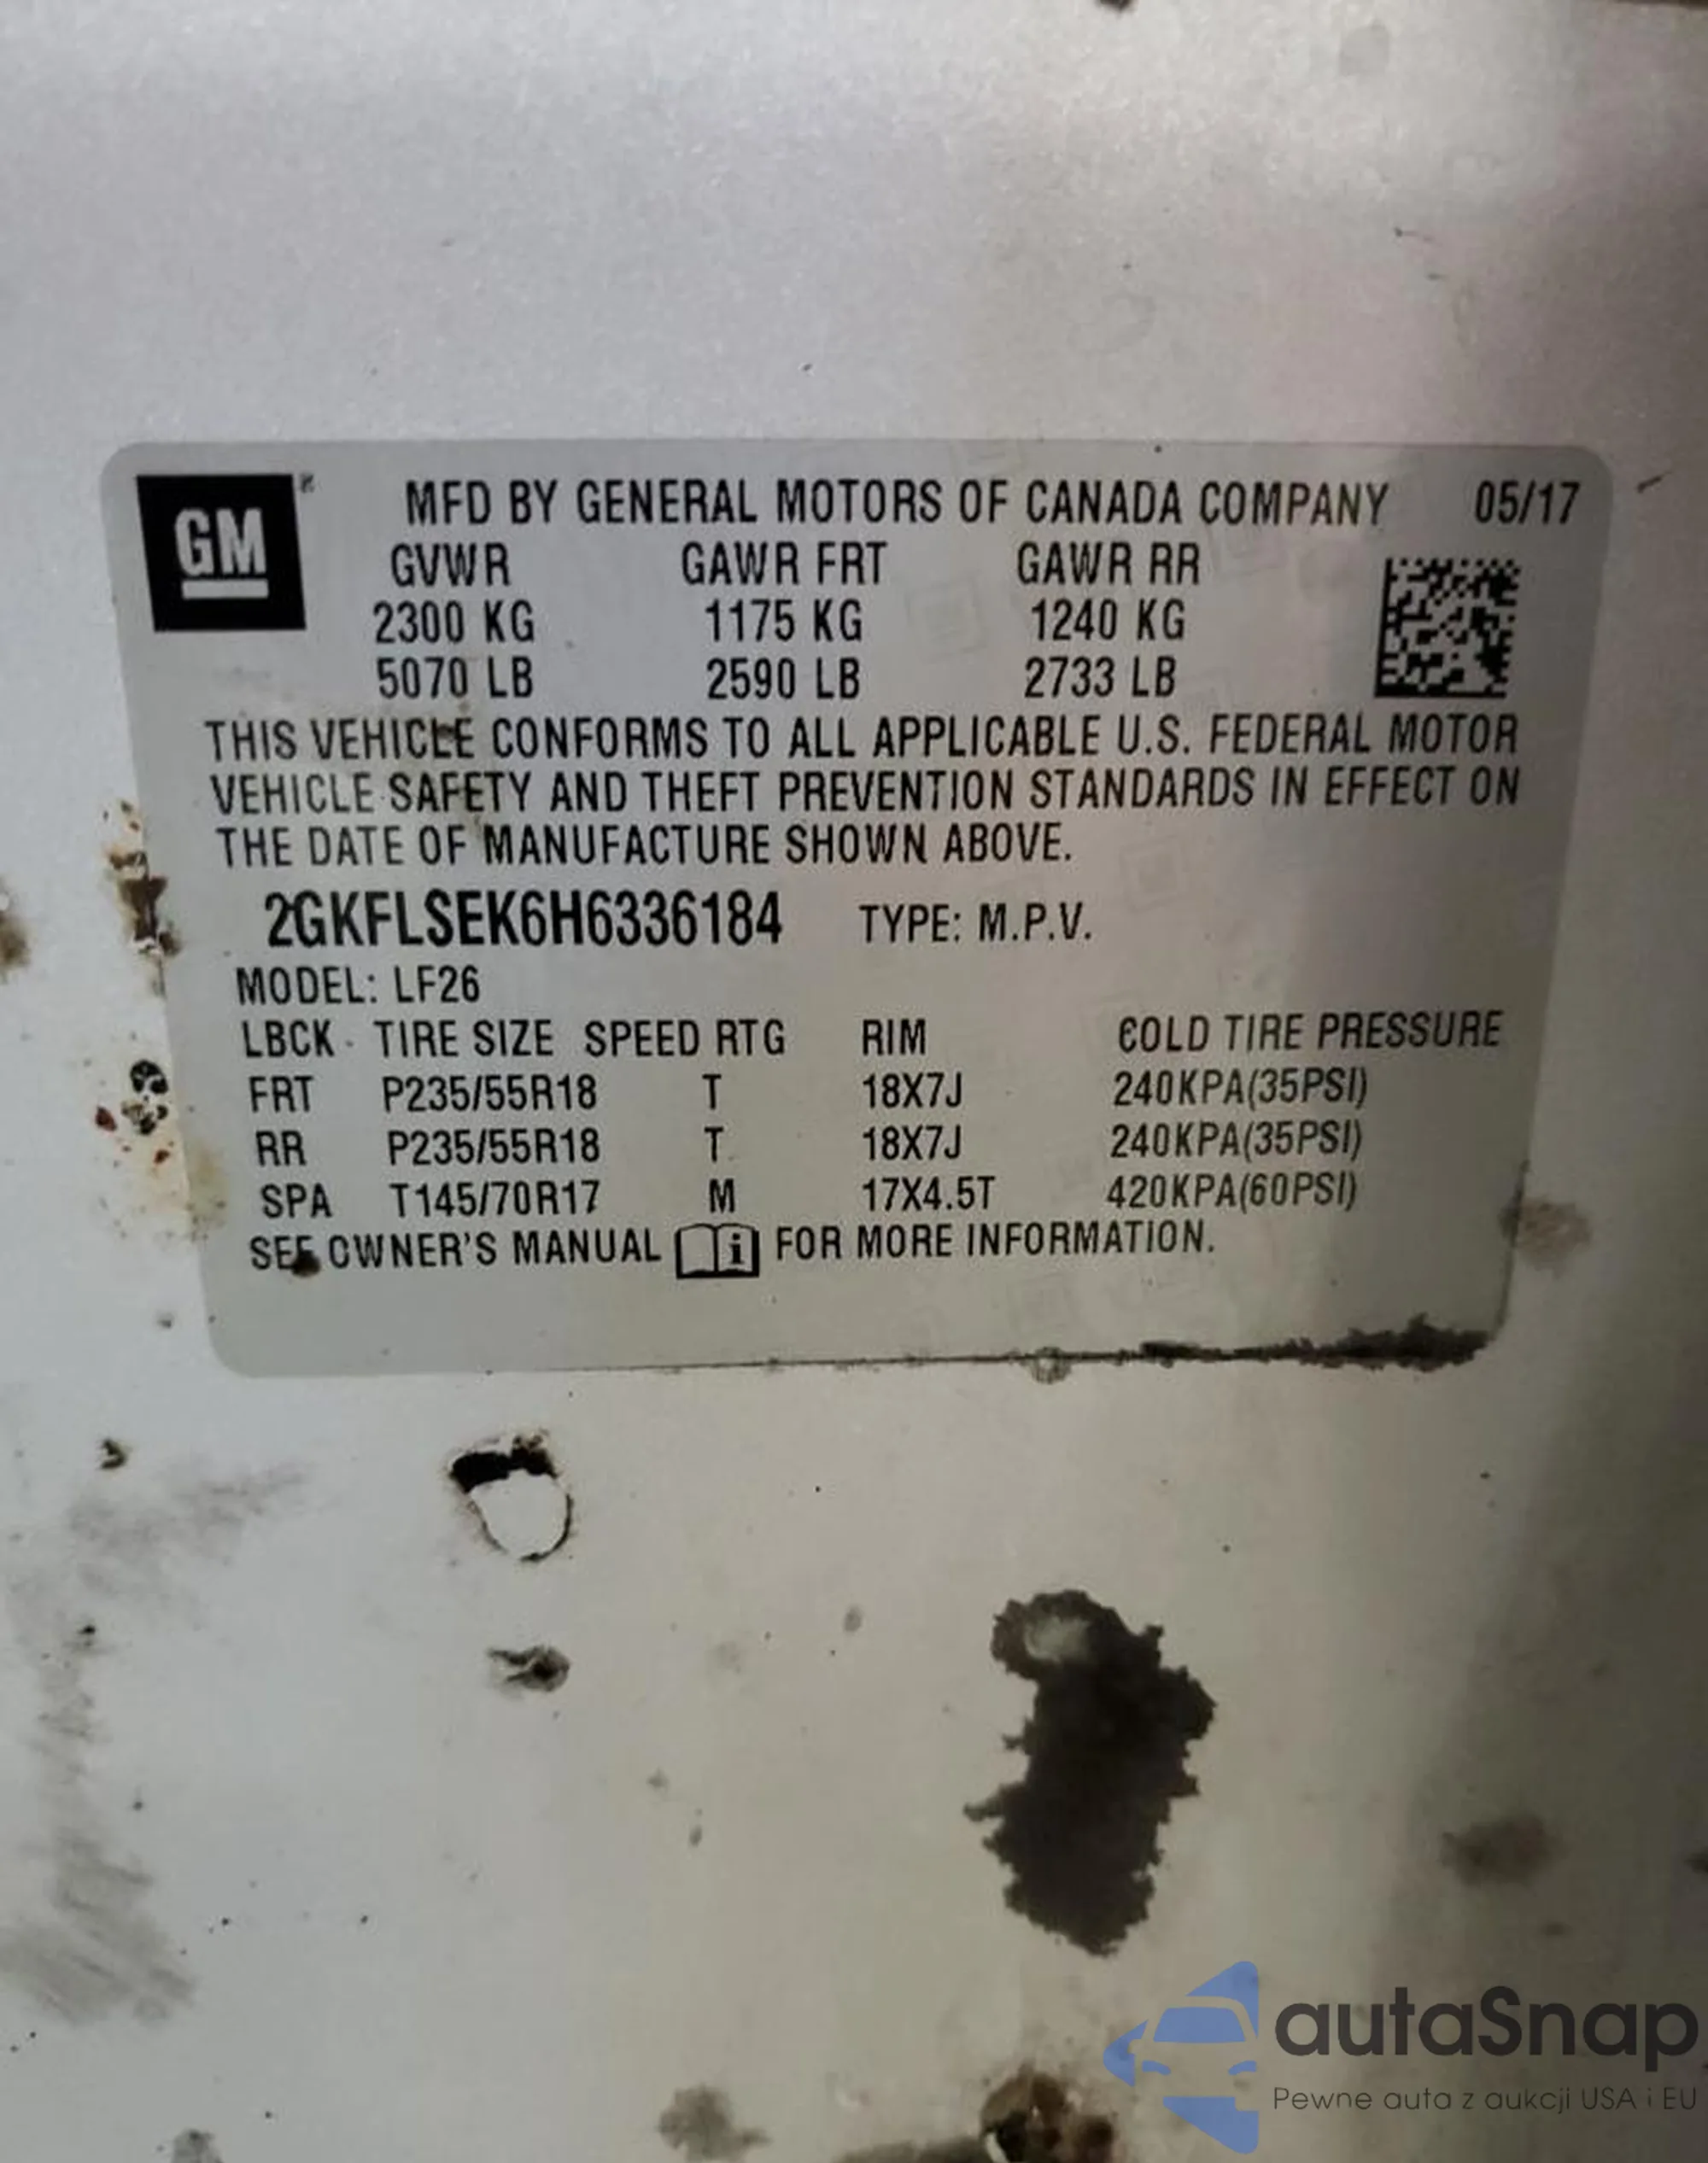 GM MFD BY GENERAL MOTORS OF CANADA COMPANY 05/17
GVWR GAWR FRT GAWR RR
2300 KG 1175 KG 1240 KG
5070 LB 2590 LB 2733 LB
THIS VEHICLE CONFORMS TO ALL APPLICABLE U.S. FEDERAL MOTOR
VEHICLE SAFETY AND THEFT PREVENTION STANDARDS IN EFFECT ON
THE DATE OF MANUFACTURE SHOWN ABOVE.
2GKFLSEK6H6336184 TYPE: M.P.V.
MODEL: LF26
LBCK TIRE SIZE SPEED RTG RIM COLD TIRE PRESSURE
FRT P235/55R18 T 18X7J 240KPA(35PSI)
RR P235/55R18 T 18X7J 240KPA(35PSI)
SPA T145/70R17 M 17X4.5T 420KPA(60PSI)
SEE OWNER'S MANUAL i FOR MORE INFORMATION.
autaSnap
Pewne auta z aukcji USA i EU